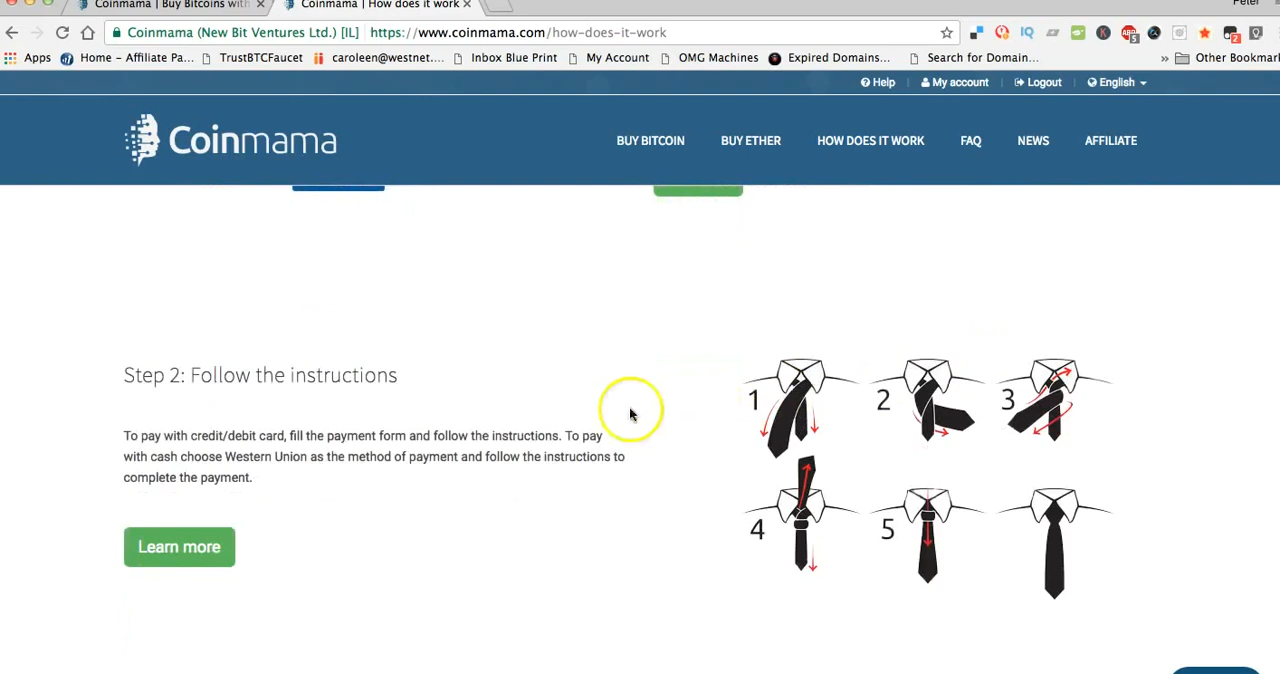 Coinmama | Buy Bitcoins with
Coinmama | How does it work
Peter
Coinmama (New Bit Ventures Ltd.) [IL]
https://www.coinmama.com/how-does-it-work
Apps
Home - Affiliate Pa...
TrustBTCFaucet
caroleen@westnet....
Inbox Blue Print
My Account
OMG Machines
Expired Domains...
Search for Domain...
» Other Bookmar
Help
My account
Logout
English
Coinmama
BUY BITCOIN
BUY ETHER
HOW DOES IT WORK
FAQ
NEWS
AFFILIATE
Step 2: Follow the instructions
To pay with credit/debit card, fill the payment form and follow the instructions. To pay
with cash choose Western Union as the method of payment and follow the instructions to
complete the payment.
Learn more
1
2
3
4
5